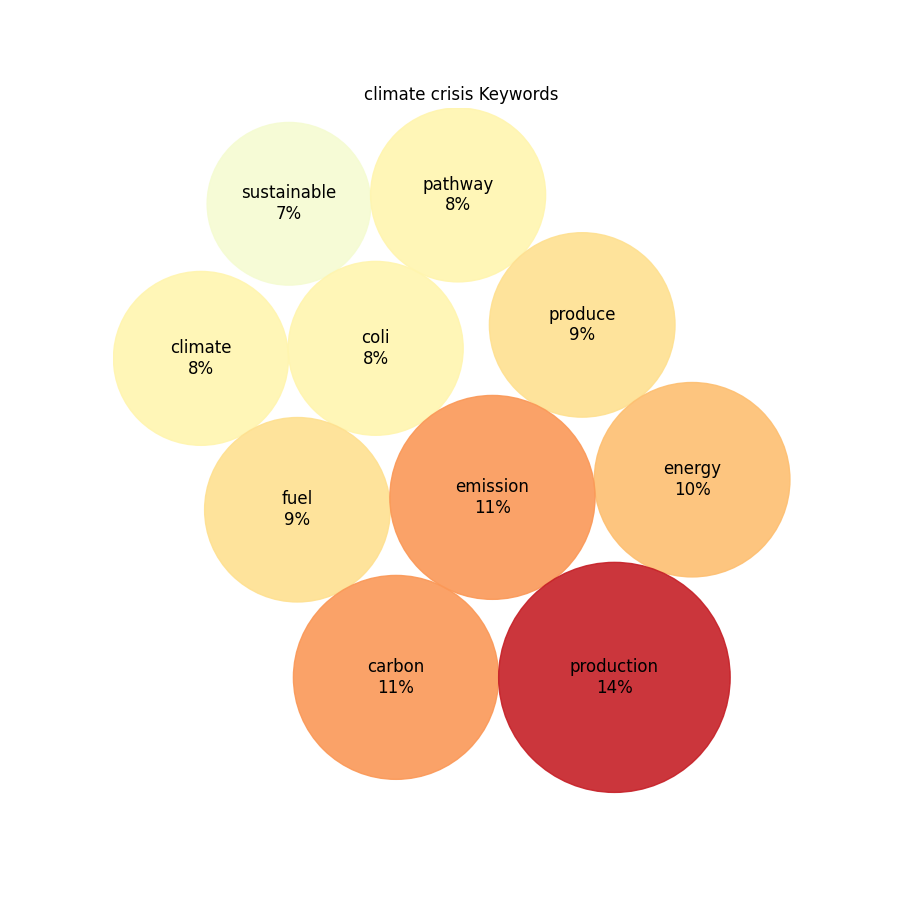 climate crisis Keywords
sustainable
7%
pathway
8%
produce
9%
climate
8%
coli
8%
fuel
9%
emission
11%
energy
10%
carbon
11%
production
14%